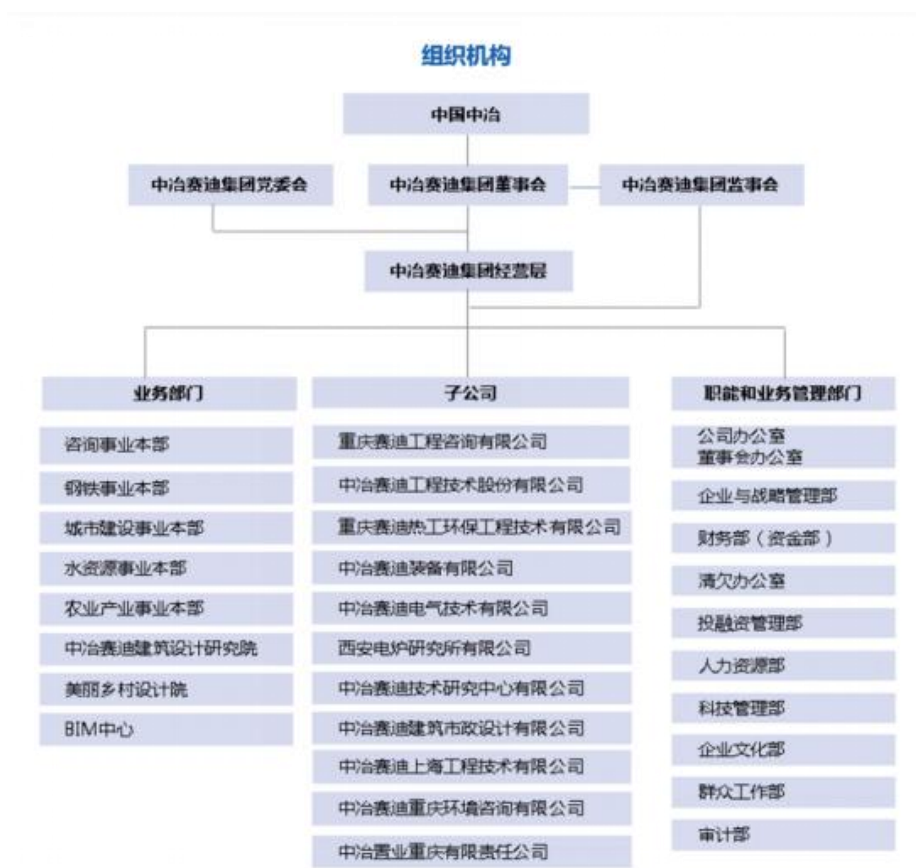 组织机构
中国中冶
中冶赛迪集团党委会
中冶赛迪集团董事会
中冶赛迪集团监事会
中冶赛迪集团经营层
业务部门
咨询事业本部
钢铁事业本部
城市建设事业本部
水资源事业本部
农业产业事业本部
中冶赛迪建筑设计研究院
美丽乡村设计院
BIM中心
子公司
重庆赛迪工程咨询有限公司
中冶赛迪工程技术股份有限公司
重庆赛迪热工环保工程技术有限公司
中冶赛迪装备有限公司
中冶赛迪电气技术有限公司
西安电炉研究所有限公司
中冶赛迪技术研究中心有限公司
中冶赛迪建筑市政设计有限公司
中冶赛迪上海工程技术有限公司
中冶赛迪重庆环境咨询有限公司
中冶置业重庆有限责任公司
职能和业务管理部门
公司办公室
董事会办公室
企业与战略管理部
财务部（资金部）
清欠办公室
投融资管理部
人力资源部
科技管理部
企业文化部
群众工作部
审计部